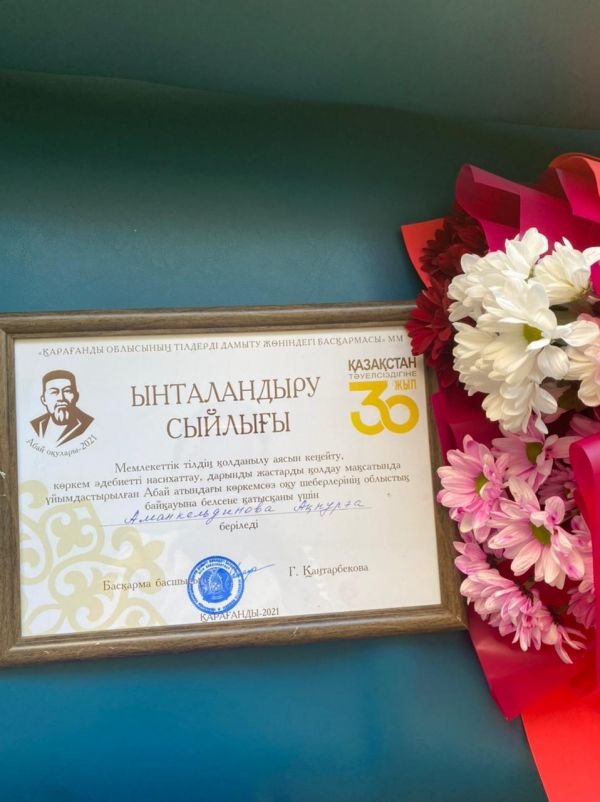 «ҚАРАҒАНДЫ ОБЛЫСЫНЫҢ ТІЛДЕРДІ ДАМЫТУ ЖӨНІНДЕГІ БАСҚАРМАСЫ» ММ
Абай оқулары-2021
ЫНТАЛАНДЫРУ
СЫЙЛЫҒЫ
ҚАЗАҚСТАН
ТӘУЕЛСІЗДІГІНЕ
30 ЖЫЛ
Мемлекеттік тілдің қолданылу аясын кеңейту,
көркем әдебиетті насихаттау, дарынды жастарды қолдау мақсатында
ұйымдастырылған Абай атындағы көркемсөз оқу шеберлерінің облыстық
байқауына белсене қатысқаны үшін
Аманкельдинова Ақнұрға
беріледі
Басқарма басшысы
Г. Қаңтарбекова
ҚАРАҒАНДЫ-2021